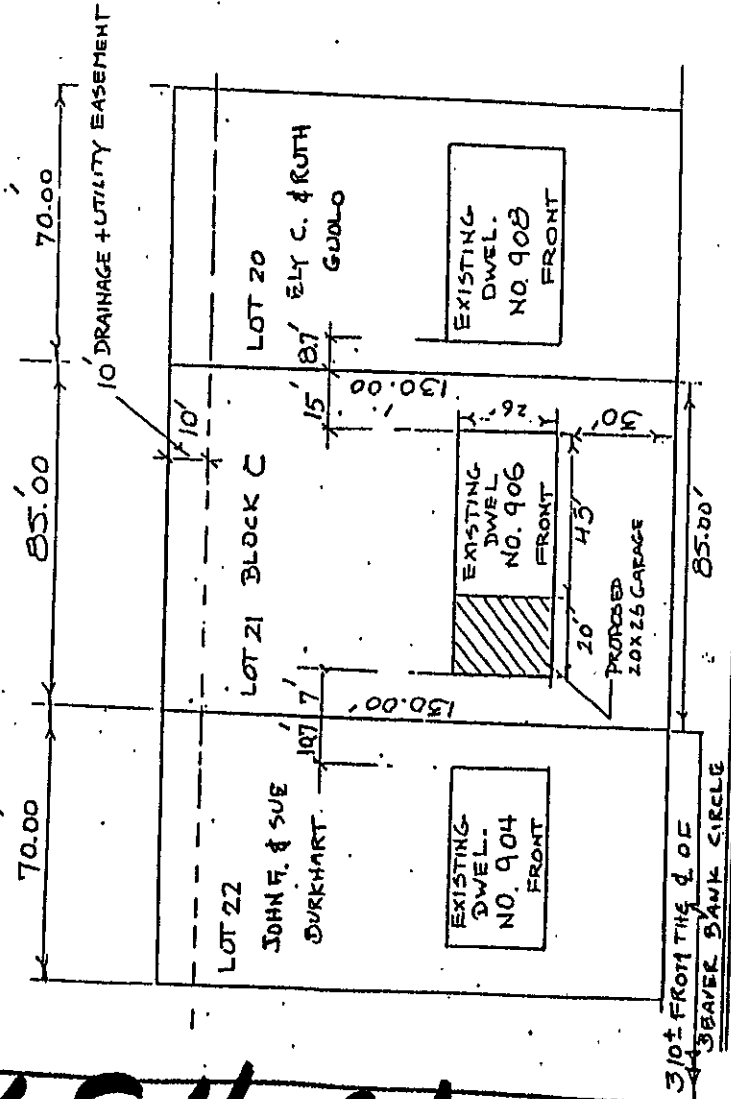 70.00
85.00'
70.00
10' DRAINAGE + UTILITY EASEMENT
10'
LOT 22
JOHN F. & SUE
BURKHART
LOT 21 BLOCK C
LOT 20
ELY C. & RUTH
GUOLO
10.7'
7'
15'
8.7'
130.00'
130.00
EXISTING
DWEL.
NO. 904
FRONT
EXISTING
DWEL
NO. 906
FRONT
26'
EXISTING
DWEL.
NO. 908
FRONT
20'
45'
30'
PROPOSED
20x26 GARAGE
85.00'
310± FROM THE ℄ OF
BEAVER BANK CIRCLE